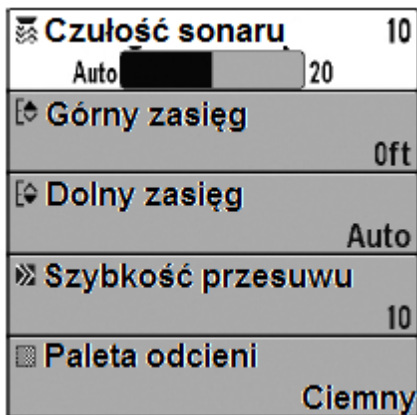 Czułość sonaru 10
Auto 20
Górny zasięg
0ft
Dolny zasięg
Auto
Szybkość przesuwu
10
Paleta odcieni
Ciemny